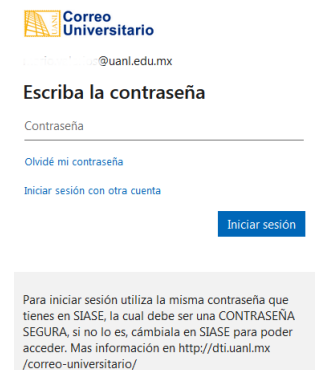 UANL
Correo
Universitario
@uanl.edu.mx
Escriba la contraseña
Contraseña
Olvidé mi contraseña
Iniciar sesión con otra cuenta
Iniciar sesión
Para iniciar sesión utiliza la misma contraseña que
tienes en SIASE, la cual debe ser una CONTRASEÑA
SEGURA, si no lo es, cámbiala en SIASE para poder
acceder. Mas información en http://dti.uanl.mx
/correo-universitario/